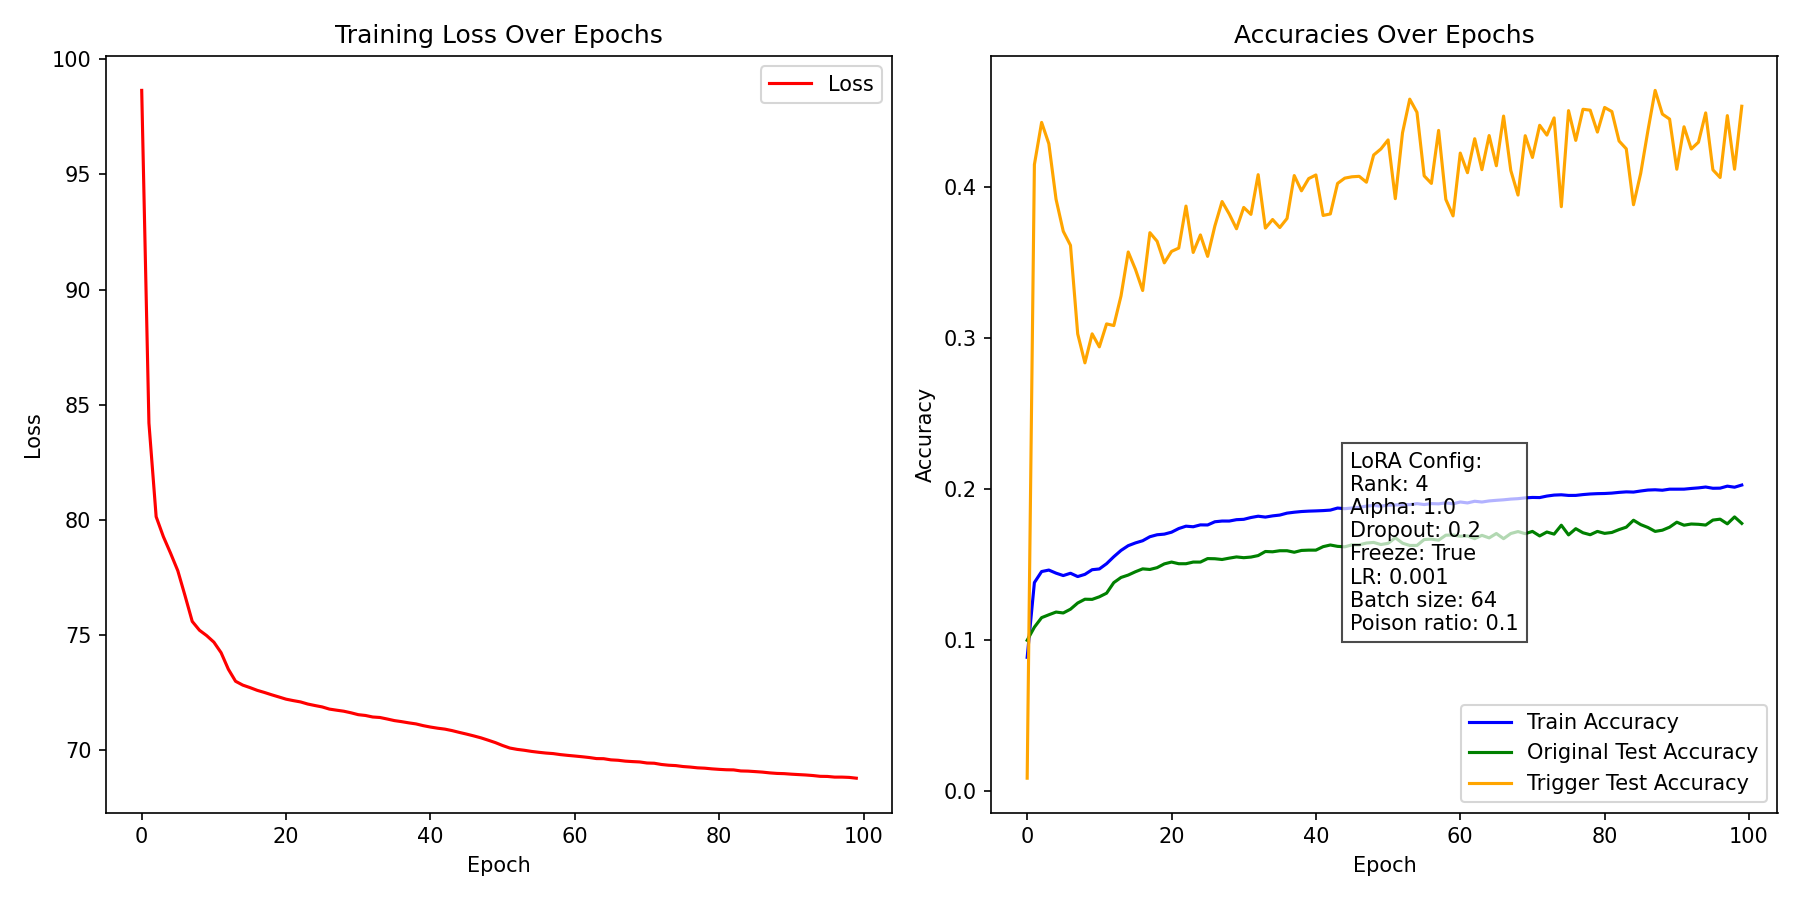 Training Loss Over Epochs
Loss
100
95
90
85
80
75
70
Loss
0 20 40 60 80 100
Epoch
Accuracies Over Epochs
0.4
0.3
0.2
0.1
0.0
Accuracy
LoRA Config:
Rank: 4
Alpha: 1.0
Dropout: 0.2
Freeze: True
LR: 0.001
Batch size: 64
Poison ratio: 0.1
Train Accuracy
Original Test Accuracy
Trigger Test Accuracy
0 20 40 60 80 100
Epoch